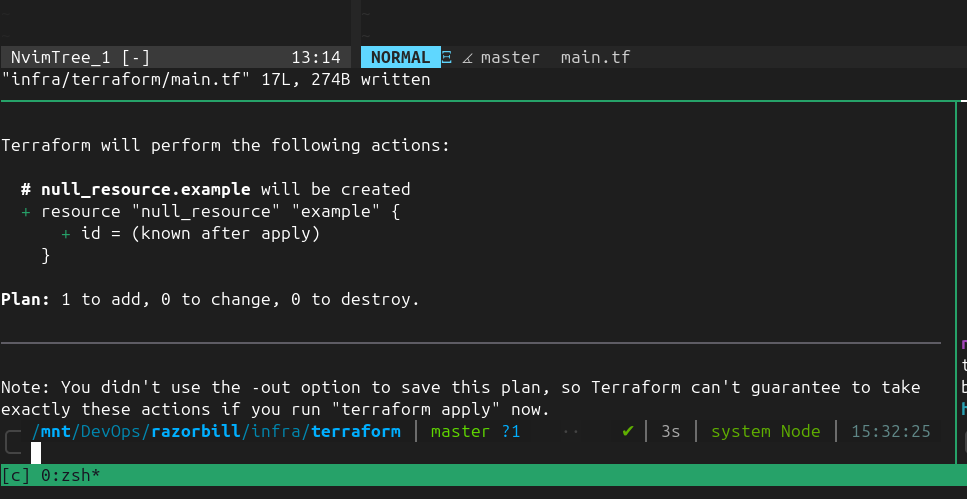 NvimTree_1 [-] 13:14 NORMAL master main.tf
"infra/terraform/main.tf" 17L, 274B written
Terraform will perform the following actions:
# null_resource.example will be created
+ resource "null_resource" "example" {
+ id = (known after apply)
}
Plan: 1 to add, 0 to change, 0 to destroy.
Note: You didn't use the -out option to save this plan, so Terraform can't guarantee to take
exactly these actions if you run "terraform apply" now.
/mnt/DevOps/razorbill/infra/terraform | master ?1 ·· ✔ | 3s | system Node | 15:32:25
[c] 0:zsh*